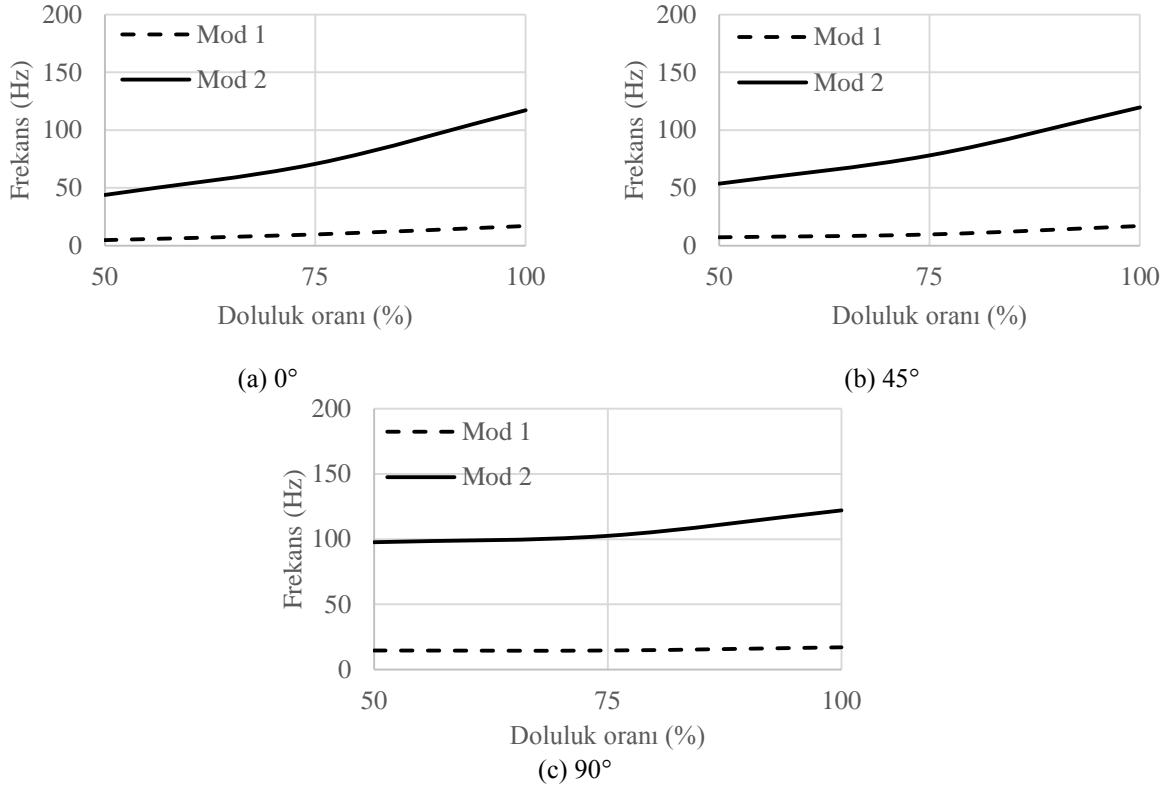 200
150
100
50
0
Frekans (Hz)
Mod 1
Mod 2
50 75 100
Doluluk oranı (%)
(a) 0°
200
150
100
50
0
Frekans (Hz)
Mod 1
Mod 2
50 75 100
Doluluk oranı (%)
(b) 45°
200
150
100
50
0
Frekans (Hz)
Mod 1
Mod 2
50 75 100
Doluluk oranı (%)
(c) 90°